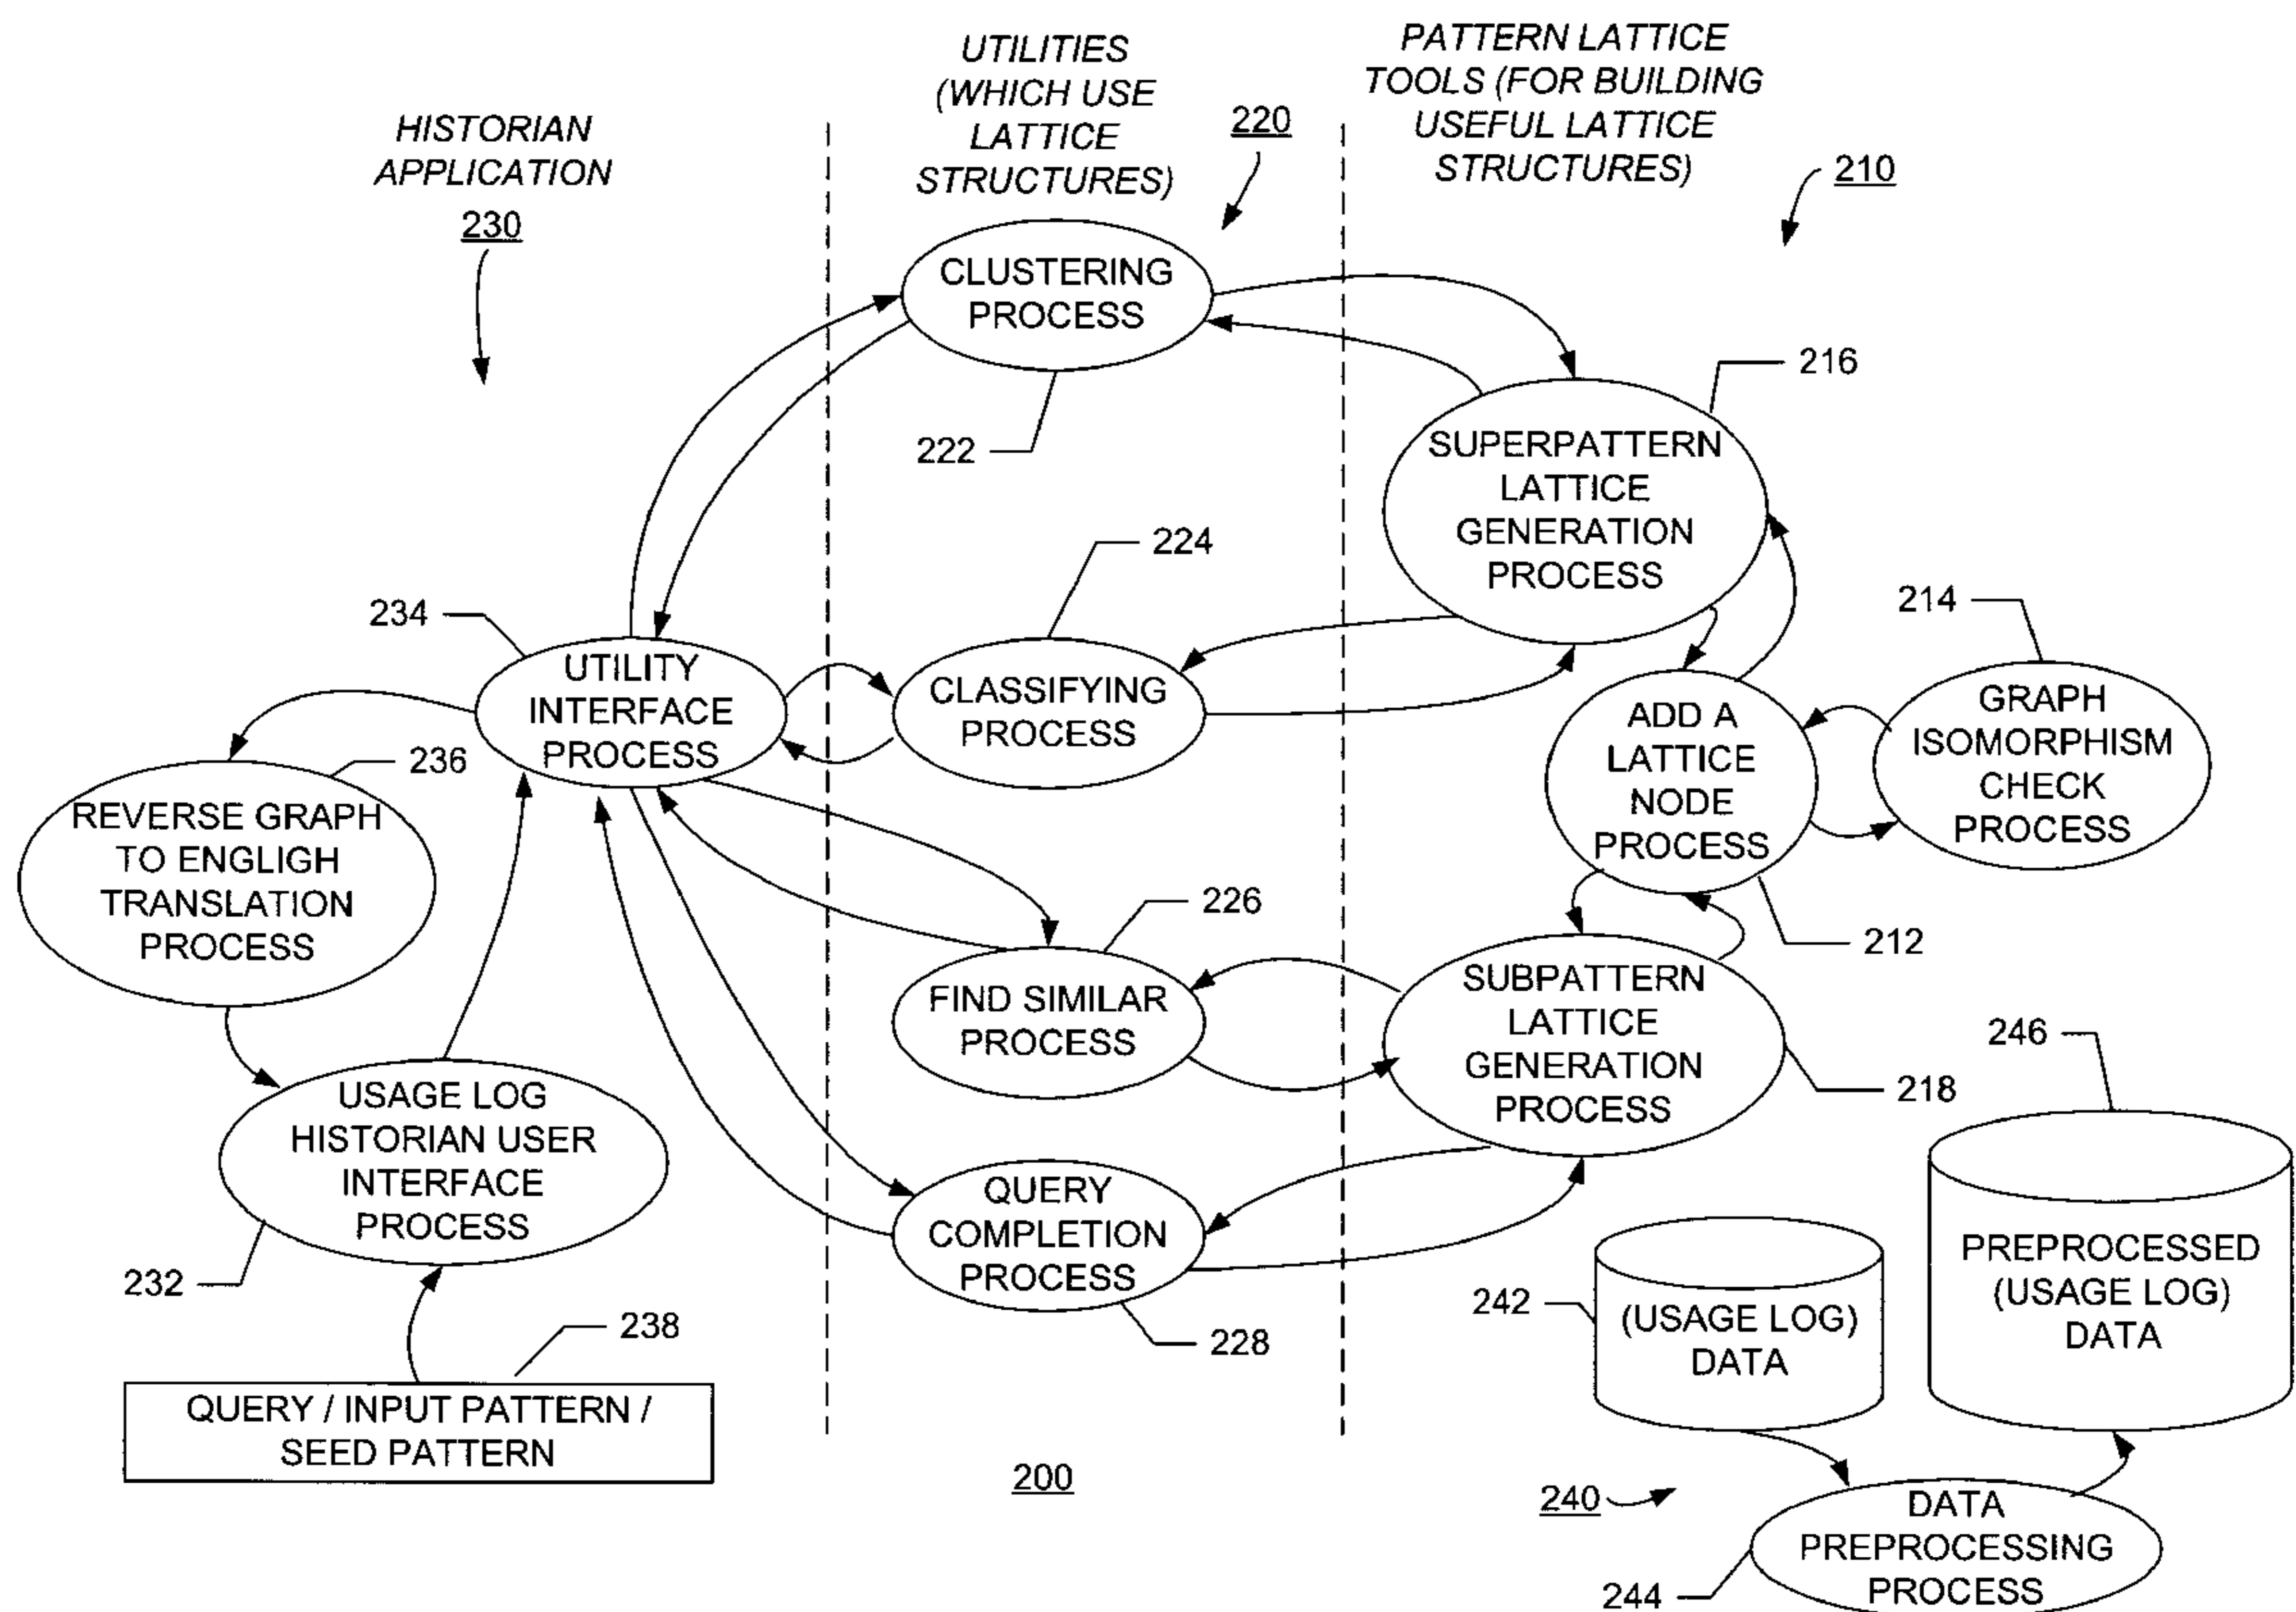 HISTORIAN
APPLICATION
230
UTILITIES
(WHICH USE
LATTICE
STRUCTURES)
220
PATTERN LATTICE
TOOLS (FOR BUILDING
USEFUL LATTICE
STRUCTURES)
210
CLUSTERING
PROCESS
222
216
SUPERPATTERN
LATTICE
GENERATION
PROCESS
224
CLASSIFYING
PROCESS
234
UTILITY
INTERFACE
PROCESS
214
GRAPH
ISOMORPHISM
CHECK
PROCESS
ADD A
LATTICE
NODE
PROCESS
212
236
REVERSE GRAPH
TO ENGLIGH
TRANSLATION
PROCESS
226
FIND SIMILAR
PROCESS
SUBPATTERN
LATTICE
GENERATION
PROCESS
218
USAGE LOG
HISTORIAN USER
INTERFACE
PROCESS
232
QUERY
COMPLETION
PROCESS
228
238
QUERY / INPUT PATTERN /
SEED PATTERN
246
PREPROCESSED
(USAGE LOG)
DATA
242
(USAGE LOG)
DATA
200
240
DATA
PREPROCESSING
PROCESS
244